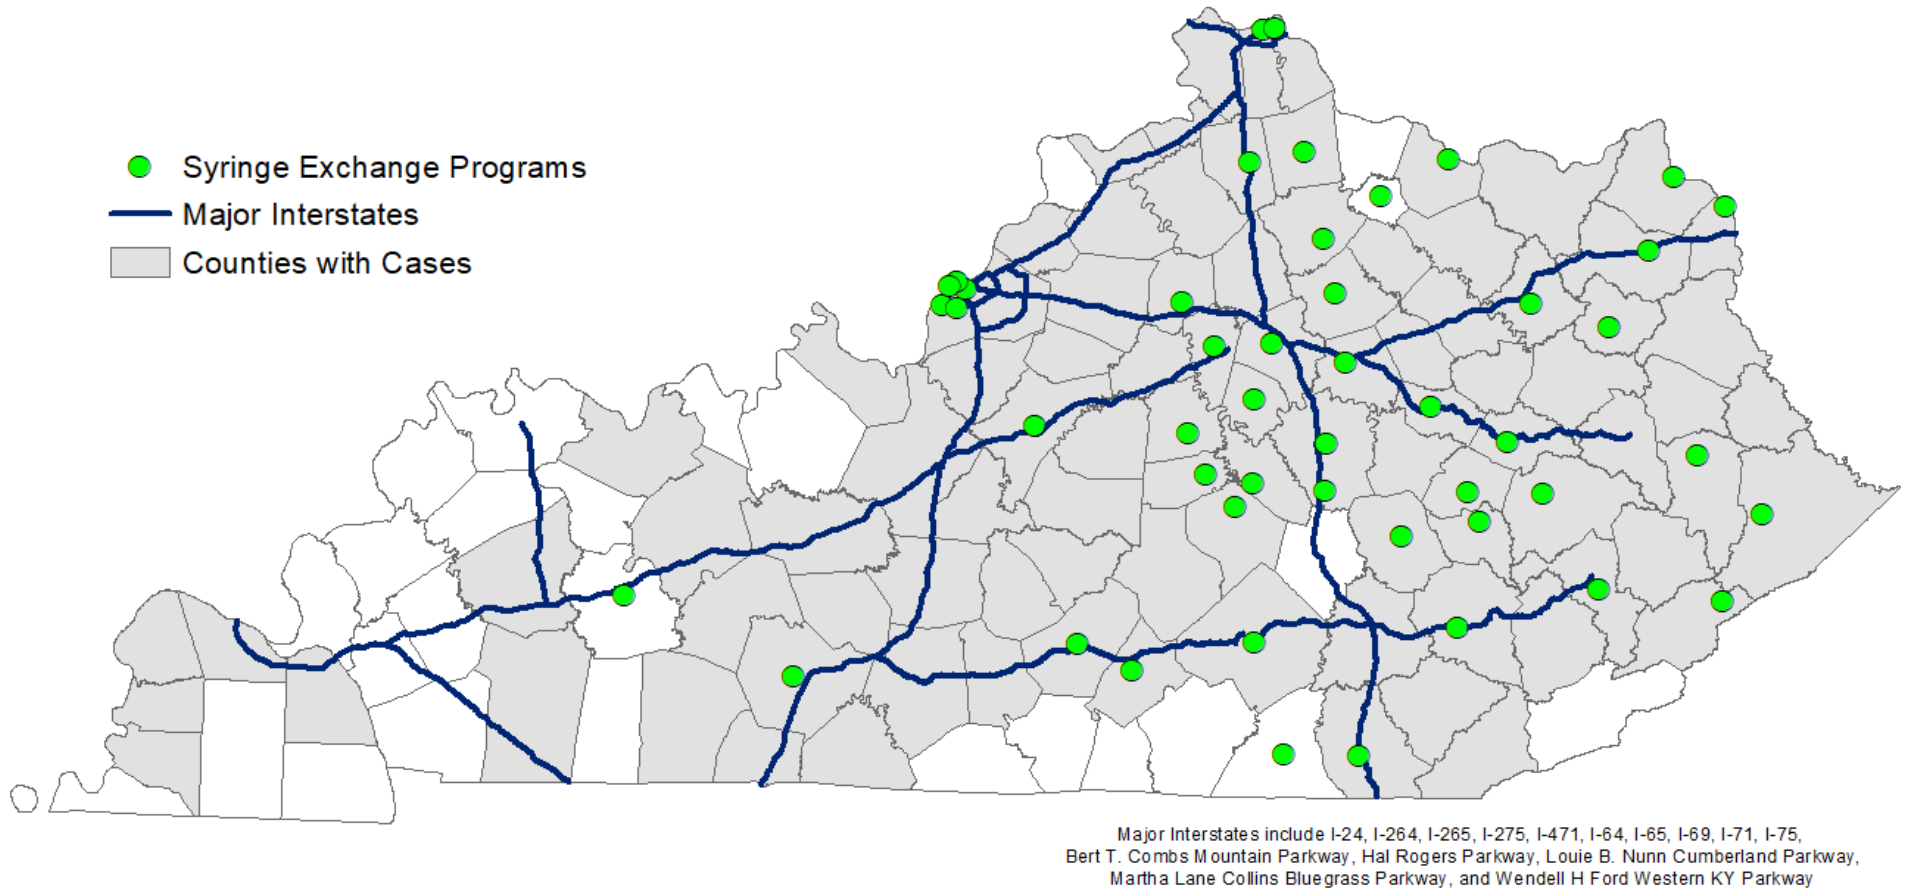 Syringe Exchange Programs
Major Interstates
Counties with Cases
Major Interstates include I-24, I-264, I-265, I-275, I-471, I-64, I-65, I-69, I-71, I-75,
Bert T. Combs Mountain Parkway, Hal Rogers Parkway, Louie B. Nunn Cumberland Parkway,
Martha Lane Collins Bluegrass Parkway, and Wendell H Ford Western KY Parkway